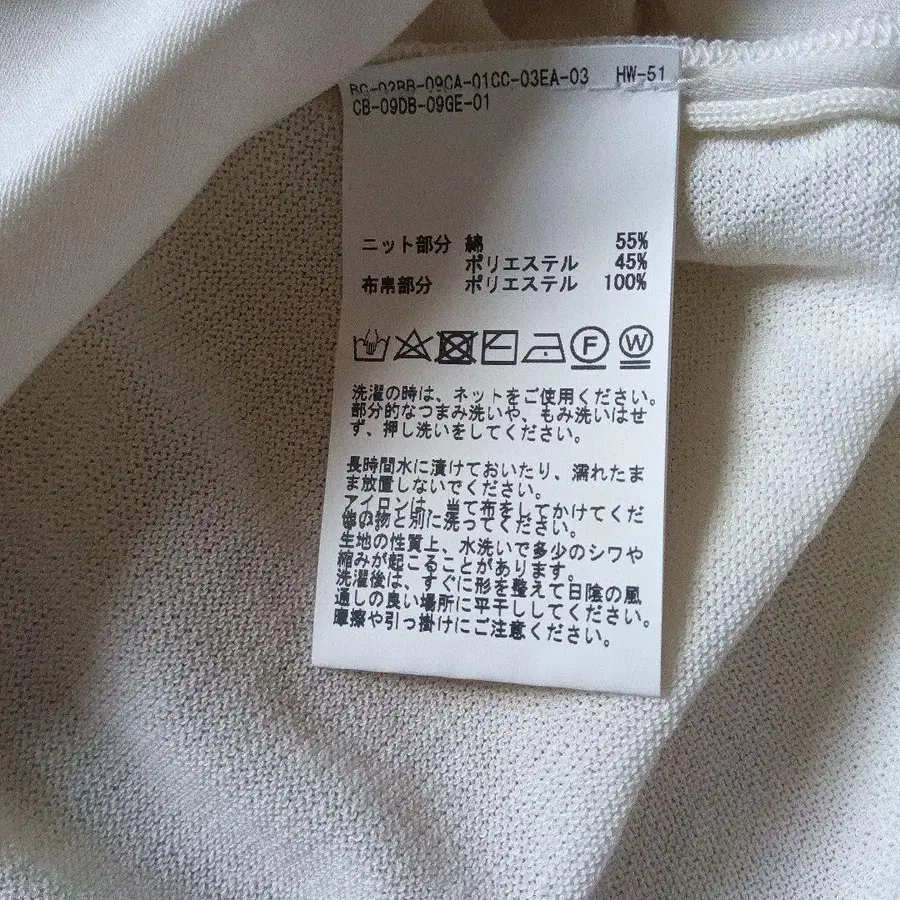 BC-02BB-09CA-01CC-03EA-03 HW-51
CB-09DB-09GE-01
ニット部分 綿 55%
ポリエステル 45%
布帛部分 ポリエステル 100%
F W
洗濯の時は、ネットをご使用ください。
部分的なつまみ洗いや、もみ洗いはせ
ず、押し洗いをしてください。
長時間水に漬けておいたり、濡れたま
ま放置しないでください。
アイロンは、当て布をしてかけてくだ
他の物と別に洗ってください。
生地の性質上、水洗いで多少のシワや
縮みが起こることがあります。
洗濯後は、すぐに形を整えて日陰の風
通しの良い場所に平干ししてください。
摩擦や引っ掛けにご注意ください。